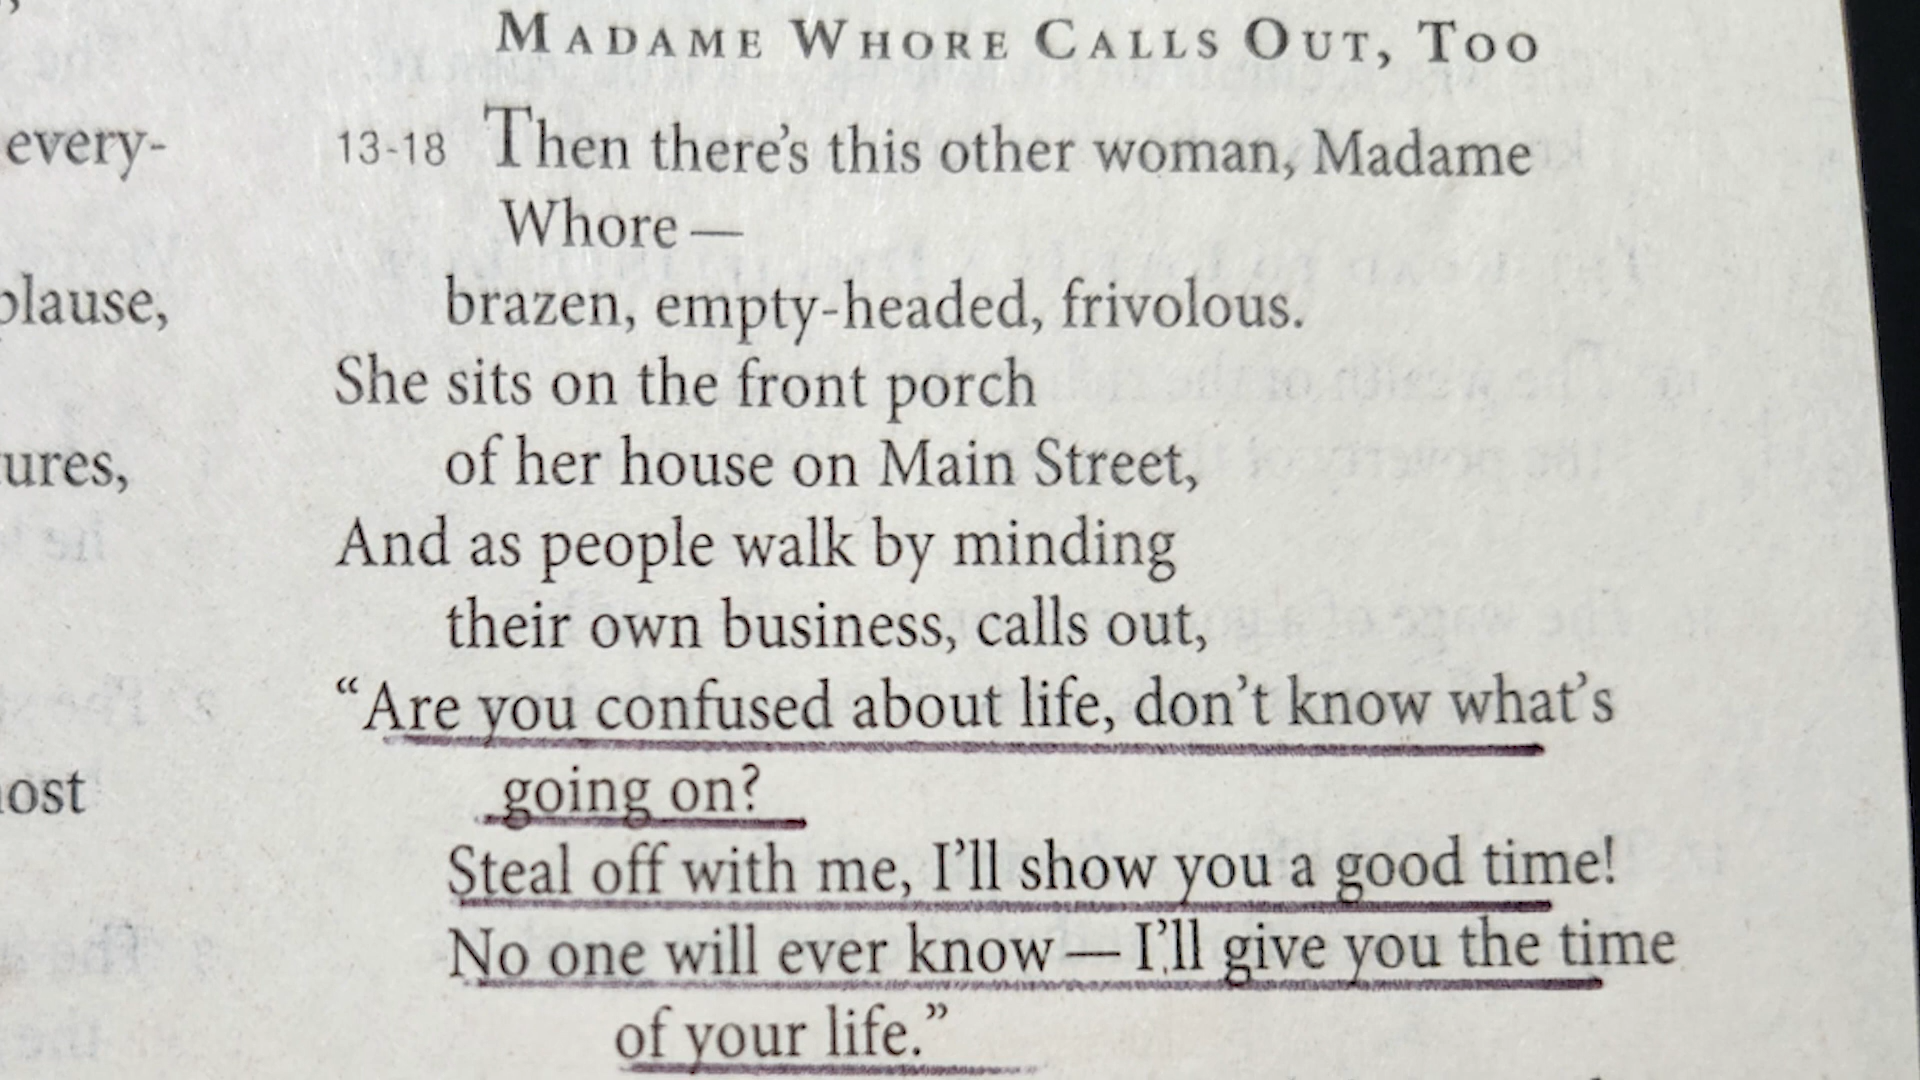 MADAME WHORE CALLS OUT, TOO
every-
13-18 Then there's this other woman, Madame
Whore—
plause,
brazen, empty-headed, frivolous.
She sits on the front porch
tures,
of her house on Main Street,
And as people walk by minding
their own business, calls out,
“Are you confused about life, don't know what's
ost
going on?
Steal off with me, I'll show you a good time!
No one will ever know—I'll give you the time
of your life.”